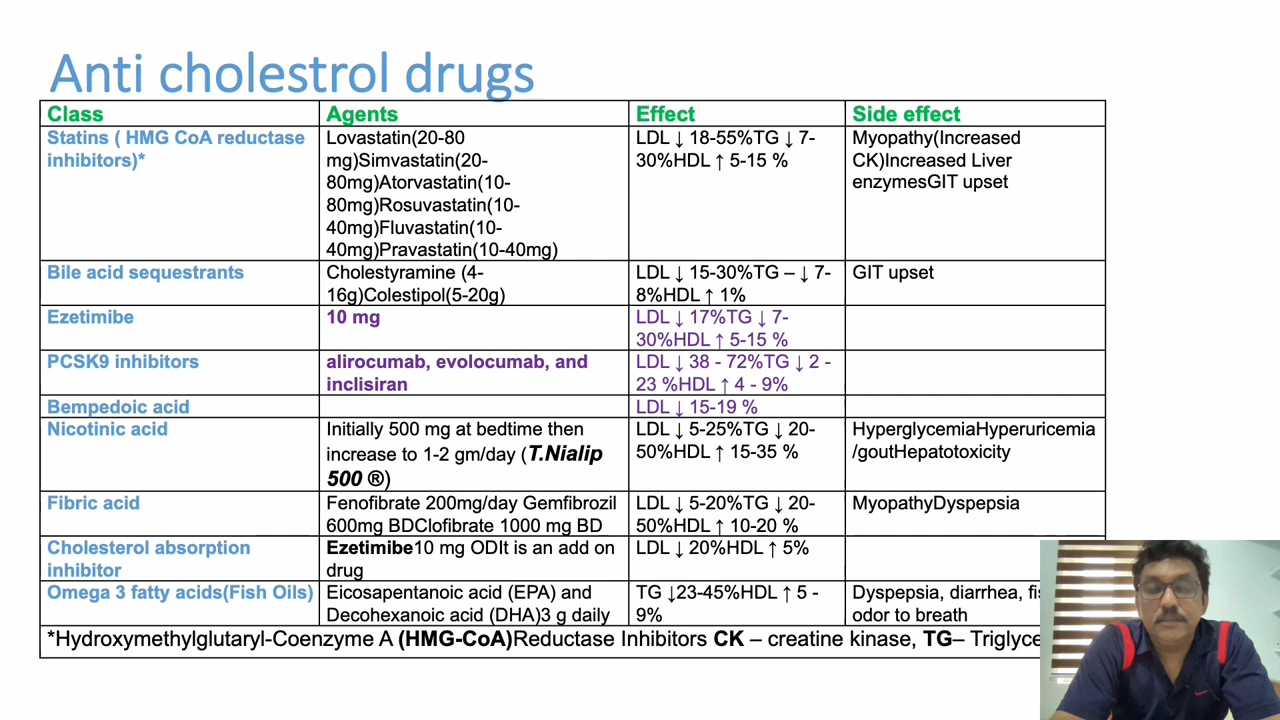 Anti cholestrol drugs
Class Agents Effect Side effect
Statins ( HMG CoA reductase
inhibitors)*
Lovastatin(20-80
mg)Simvastatin(20-
80mg)Atorvastatin(10-
80mg)Rosuvastatin(10-
40mg)Fluvastatin(10-
40mg)Pravastatin(10-40mg)
LDL ↓ 18-55%TG ↓ 7-
30%HDL ↑ 5-15 %
Myopathy(Increased
CK)Increased Liver
enzymesGIT upset
Bile acid sequestrants
Cholestyramine (4-
16g)Colestipol(5-20g)
LDL ↓ 15-30%TG – ↓ 7-
8%HDL ↑ 1%
GIT upset
Ezetimibe
10 mg
LDL ↓ 17%TG ↓ 7-
30%HDL ↑ 5-15 %
PCSK9 inhibitors
alirocumab, evolocumab, and
inclisiran
LDL ↓ 38 - 72%TG ↓ 2 -
23 %HDL ↑ 4 - 9%
Bempedoic acid
LDL ↓ 15-19 %
Nicotinic acid
Initially 500 mg at bedtime then
increase to 1-2 gm/day (T.Nialip
500 ®)
LDL ↓ 5-25%TG ↓ 20-
50%HDL ↑ 15-35 %
HyperglycemiaHyperuricemia
/goutHepatotoxicity
Fibric acid
Fenofibrate 200mg/day Gemfibrozil
600mg BDClofibrate 1000 mg BD
LDL ↓ 5-20%TG ↓ 20-
50%HDL ↑ 10-20 %
MyopathyDyspepsia
Cholesterol absorption
inhibitor
Ezetimibe10 mg ODIt is an add on
drug
LDL ↓ 20%HDL ↑ 5%
Omega 3 fatty acids(Fish Oils)
Eicosapentanoic acid (EPA) and
Decohexanoic acid (DHA)3 g daily
TG ↓23-45%HDL ↑ 5 -
9%
Dyspepsia, diarrhea,
odor to breath
*Hydroxymethylglutaryl-Coenzyme A (HMG-CoA)Reductase Inhibitors CK – creatine kinase, TG–